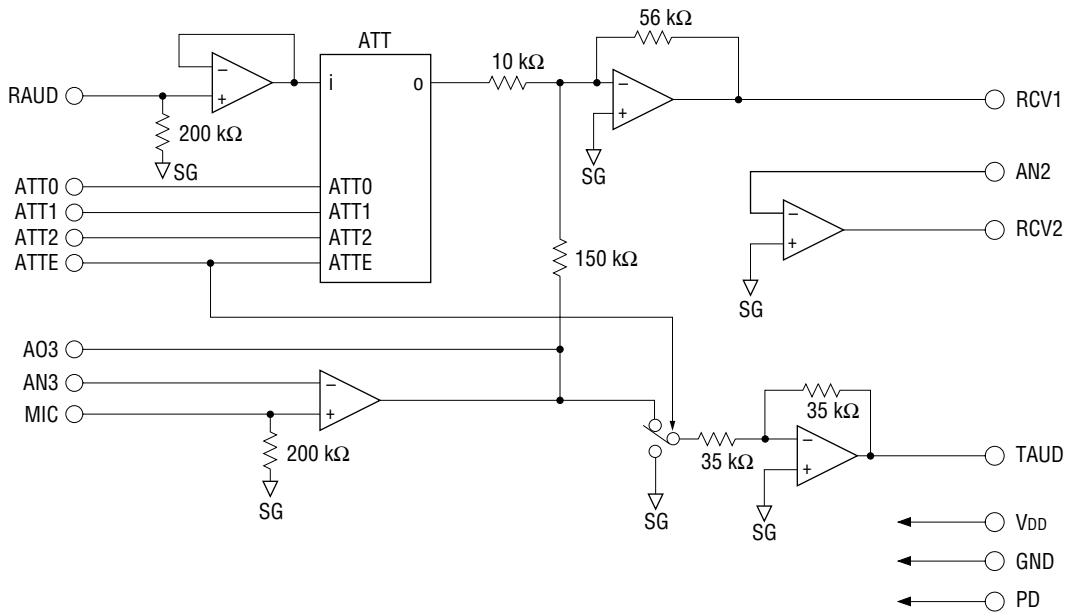 ATT
56 kΩ
10 kΩ
i
o
−
+
−
+
RAUD
RCV1
200 kΩ
SG
SG
AN2
ATT0
ATT0
ATT1
ATT1
ATT2
ATT2
ATTE
ATTE
−
+
RCV2
150 kΩ
SG
AO3
AN3
−
MIC
+
35 kΩ
200 kΩ
35 kΩ
−
+
TAUD
SG
SG
SG
VDD
GND
PD